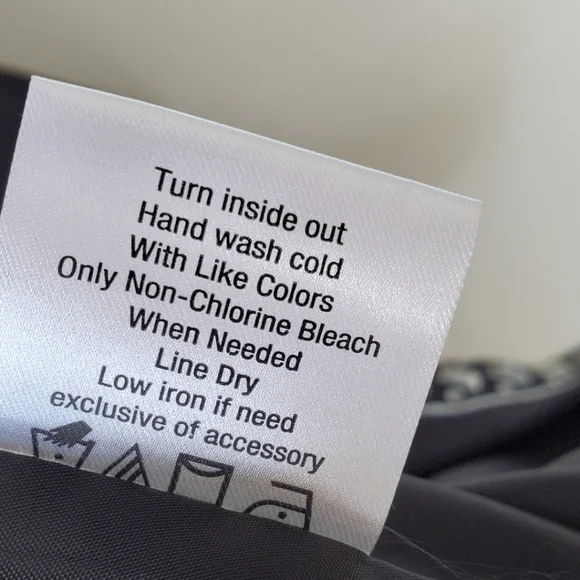 Turn inside out
Hand wash cold
With Like Colors
Only Non-Chlorine Bleach
When Needed
Line Dry
Low iron if need
exclusive of accessory